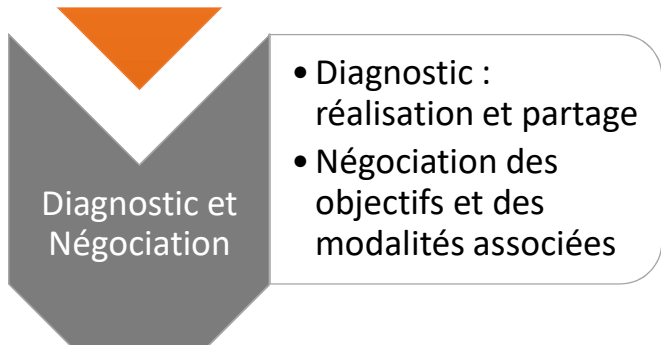 Diagnostic et
Négociation
• Diagnostic :
réalisation et partage
• Négociation des
objectifs et des
modalités associées